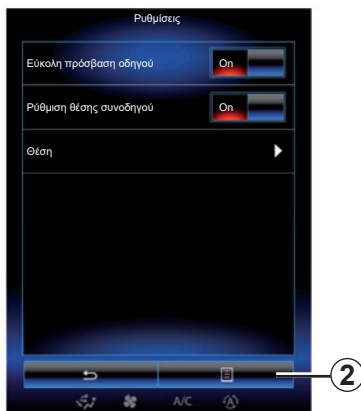 Ρυθμίσεις
Εύκολη πρόσβαση οδηγού On
Ρύθμιση θέσης συνοδηγού On
Θέση
2
A/C